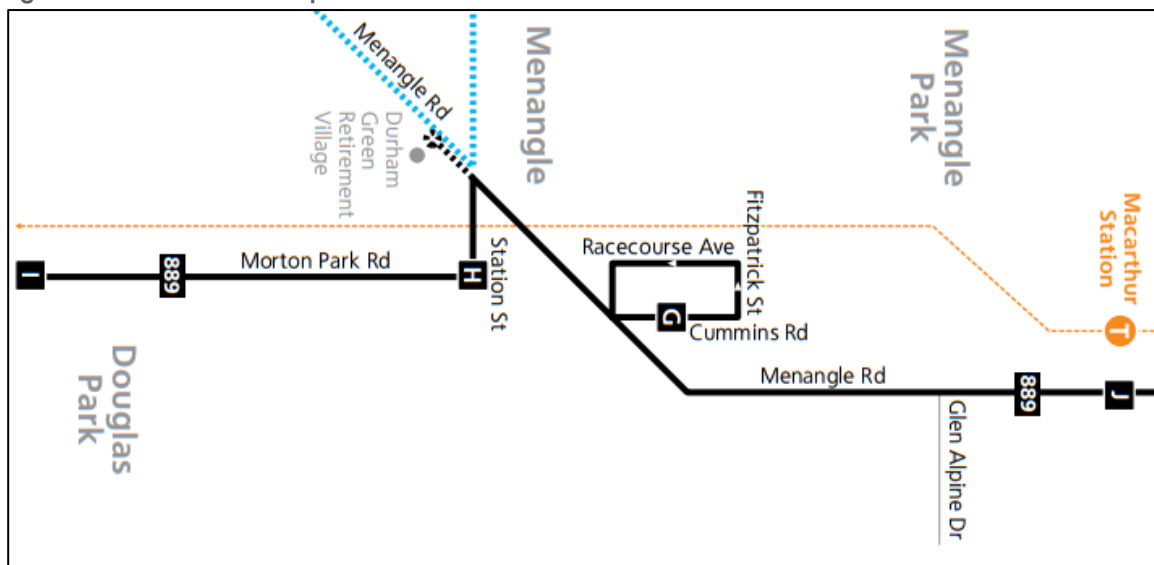 Menangle Rd
Durham
Green
Retirement
Village
Menangle
Menangle
Park
Macarthur
Station
T
Fitzpatrick St
Racecourse Ave
G
Cummins Rd
Station St
Morton Park Rd
I
889
H
Douglas
Park
Menangle Rd
889
J
Glen Alpine Dr